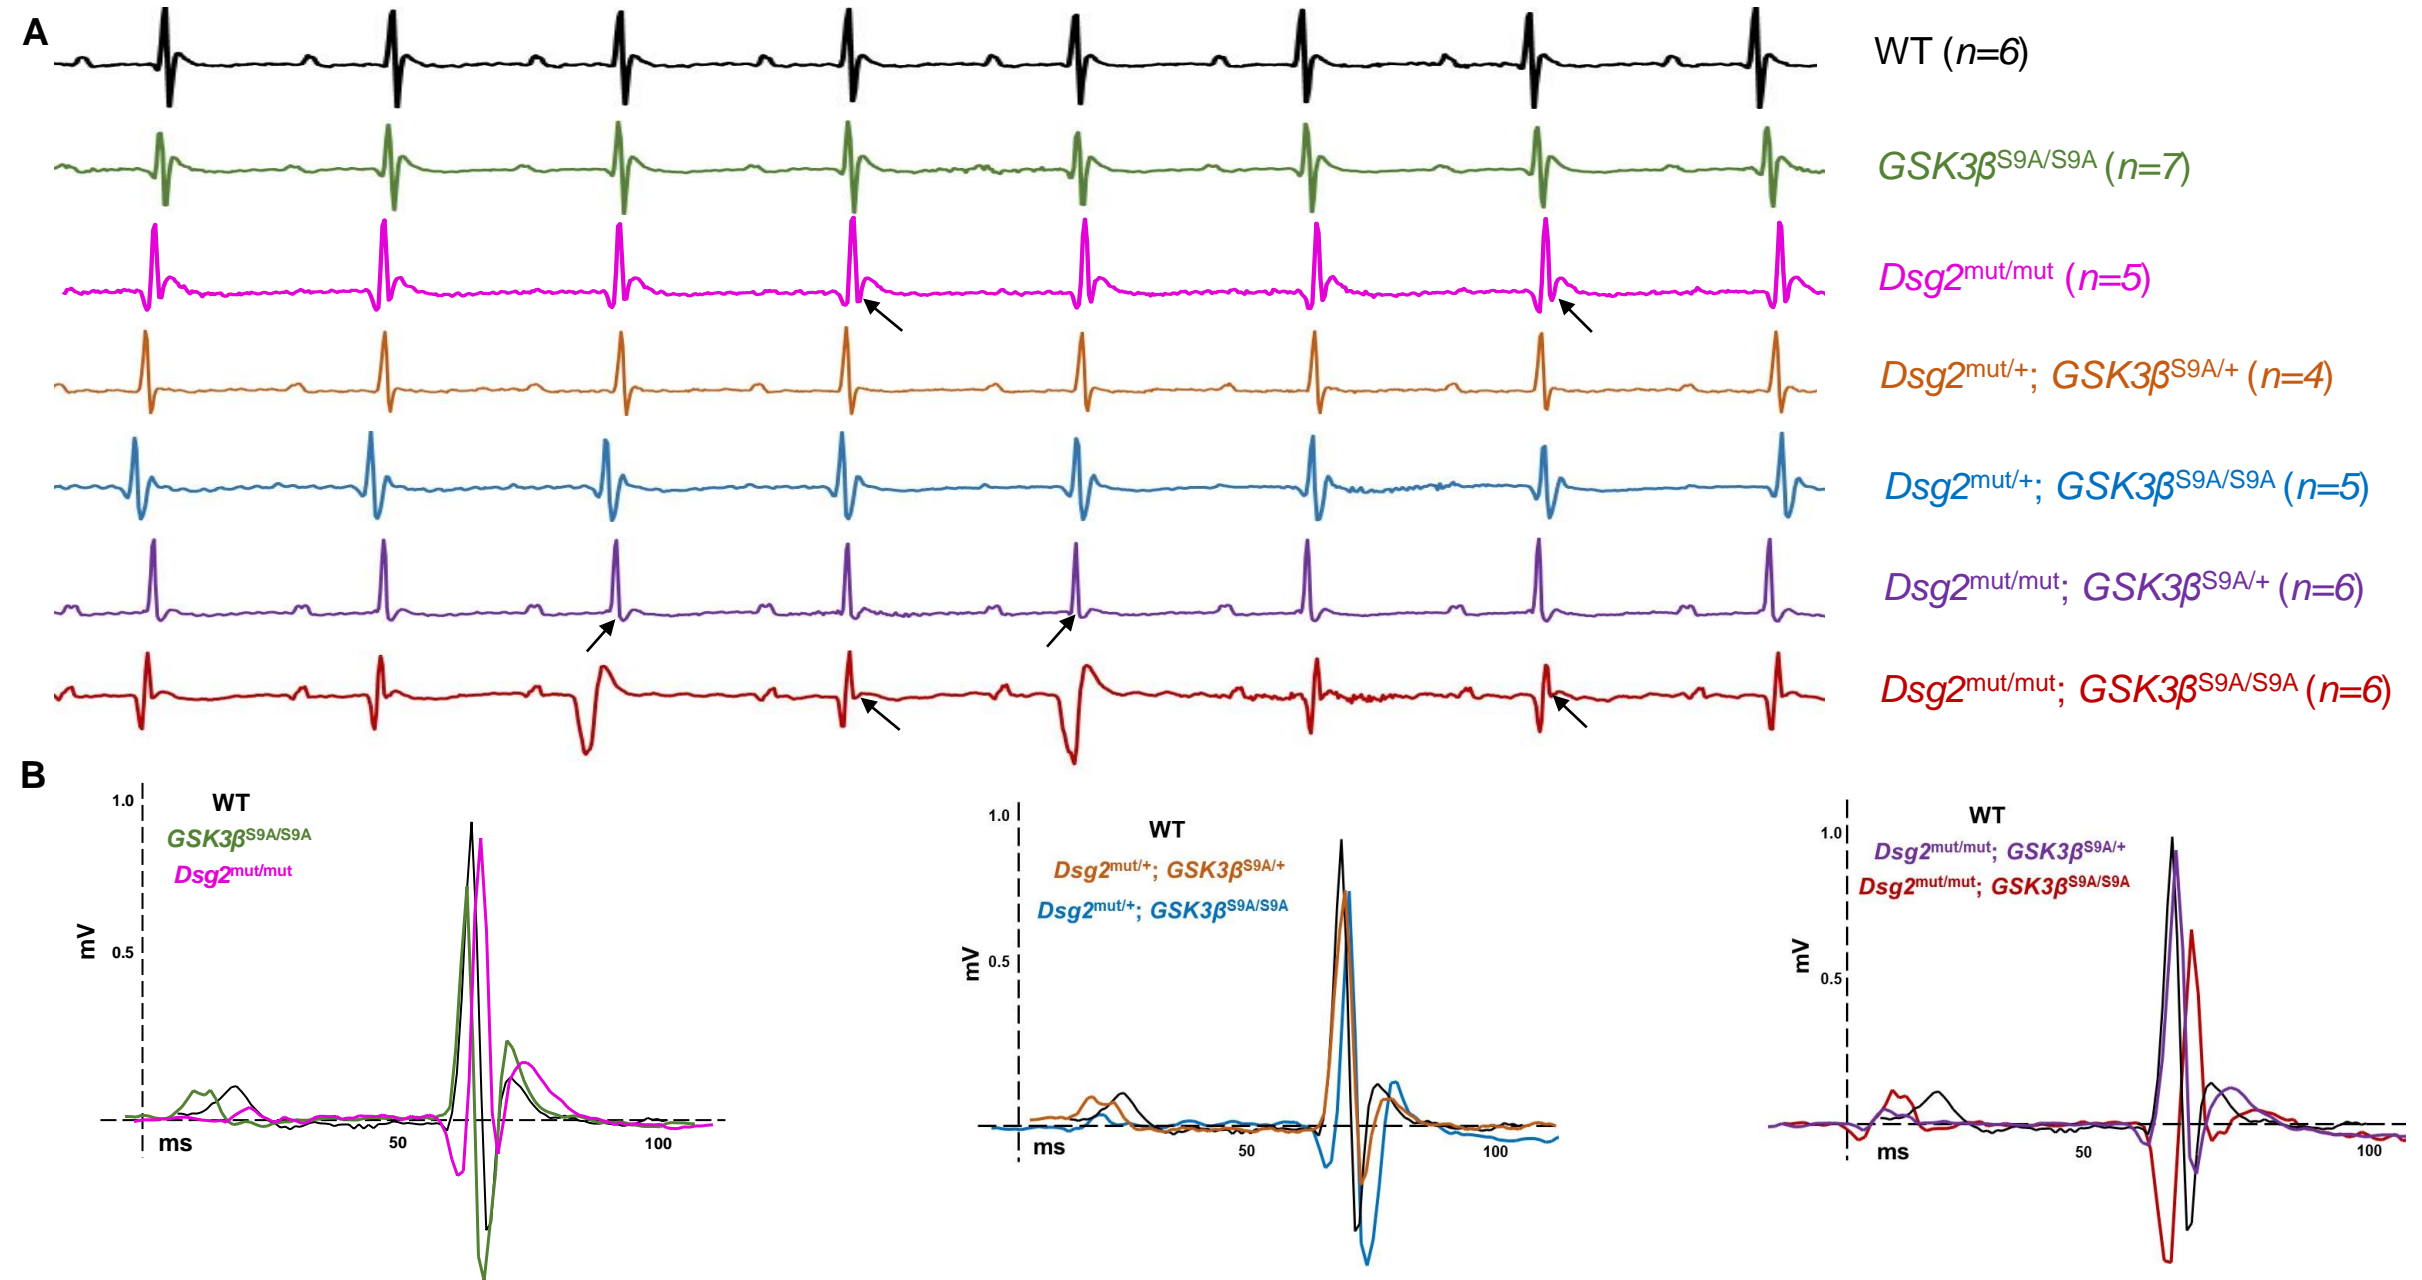 A
WT (n=6)
GSK3β^S9A/S9A (n=7)
Dsg2^mut/mut (n=5)
Dsg2^mut/+; GSK3β^S9A/+ (n=4)
Dsg2^mut/+; GSK3β^S9A/S9A (n=5)
Dsg2^mut/mut; GSK3β^S9A/+ (n=6)
Dsg2^mut/mut; GSK3β^S9A/S9A (n=6)
B
1.0
WT
GSK3β^S9A/S9A
Dsg2^mut/mut
mV
0.5
ms
50
100
1.0
WT
Dsg2^mut/+; GSK3β^S9A/+
Dsg2^mut/+; GSK3β^S9A/S9A
mV
0.5
ms
50
100
WT
1.0
Dsg2^mut/mut; GSK3β^S9A/+
Dsg2^mut/mut; GSK3β^S9A/S9A
mV
0.5
ms
50
100